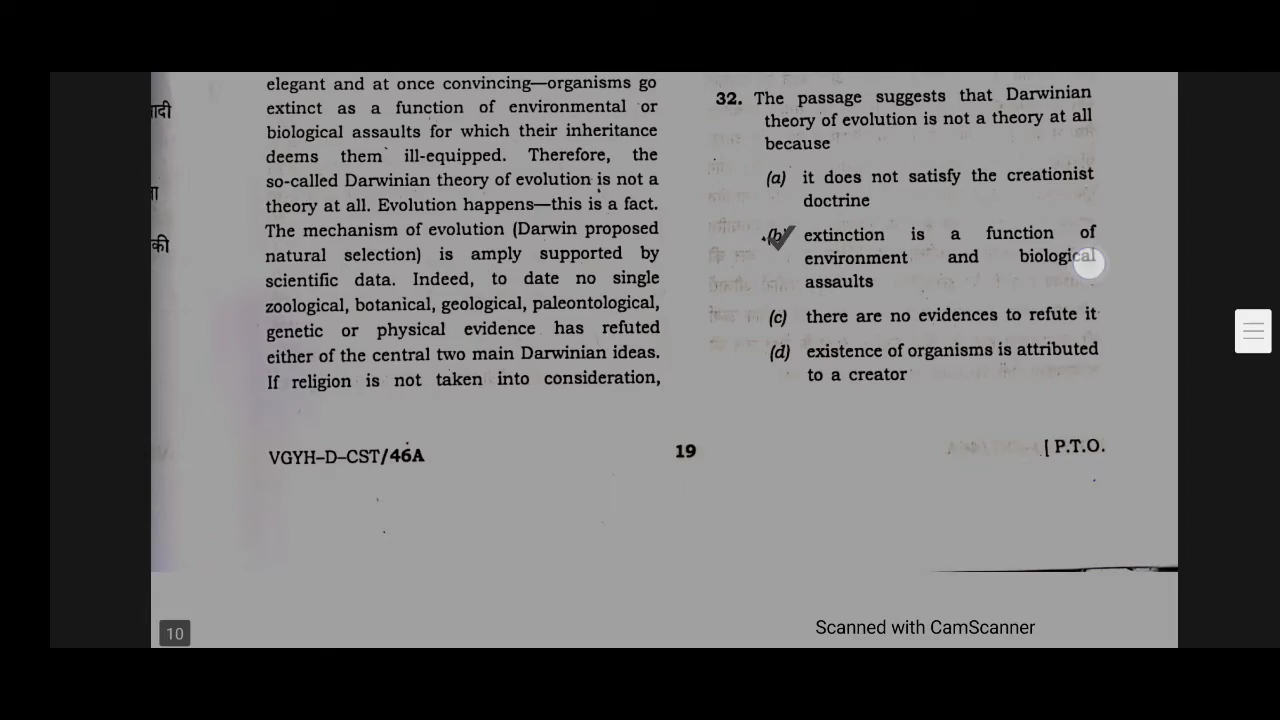 ादी
ा
की
elegant and at once convincing—organisms go
extinct as a function of environmental or
biological assaults for which their inheritance
deems them ill-equipped. Therefore, the
so-called Darwinian theory of evolution is not a
theory at all. Evolution happens—this is a fact.
The mechanism of evolution (Darwin proposed
natural selection) is amply supported by
scientific data. Indeed, to date no single
zoological, botanical, geological, paleontological,
genetic or physical evidence has refuted
either of the central two main Darwinian ideas.
If religion is not taken into consideration,
32. The passage suggests that Darwinian
theory of evolution is not a theory at all
because
(a) it does not satisfy the creationist
doctrine
(b) extinction is a function of
environment and biological
assaults
(c) there are no evidences to refute it
(d) existence of organisms is attributed
to a creator
VGYH-D-CST/46A
19
[ P.T.O.
10
Scanned with CamScanner